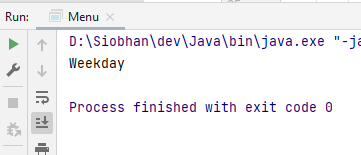 Run: Menu
D:\Siobhan\dev\Java\bin\java.exe "-ja
Weekday
Process finished with exit code 0